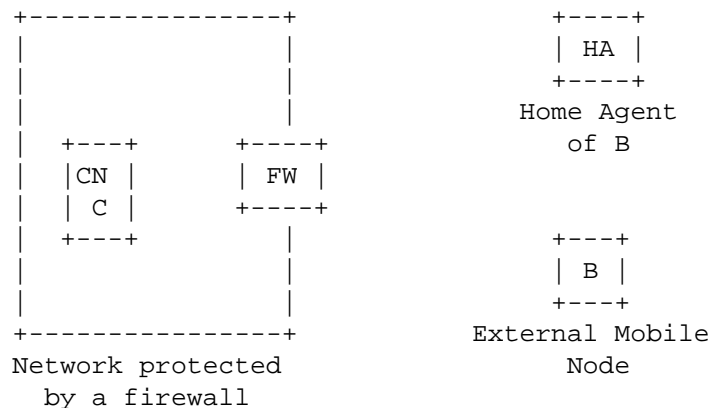 HA
Home Agent
of B
CN
C
FW
B
External Mobile
Node
Network protected
by a firewall